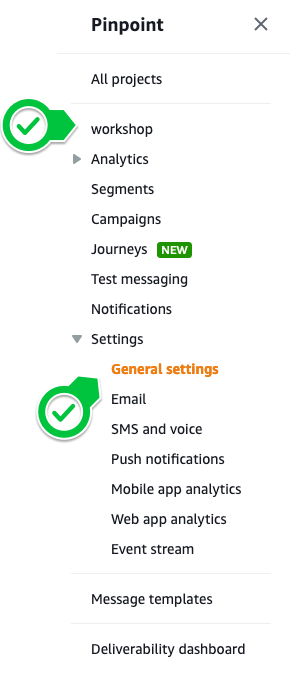 Pinpoint
All projects
workshop
Analytics
Segments
Campaigns
Journeys NEW
Test messaging
Notifications
Settings
General settings
Email
SMS and voice
Push notifications
Mobile app analytics
Web app analytics
Event stream
Message templates
Deliverability dashboard